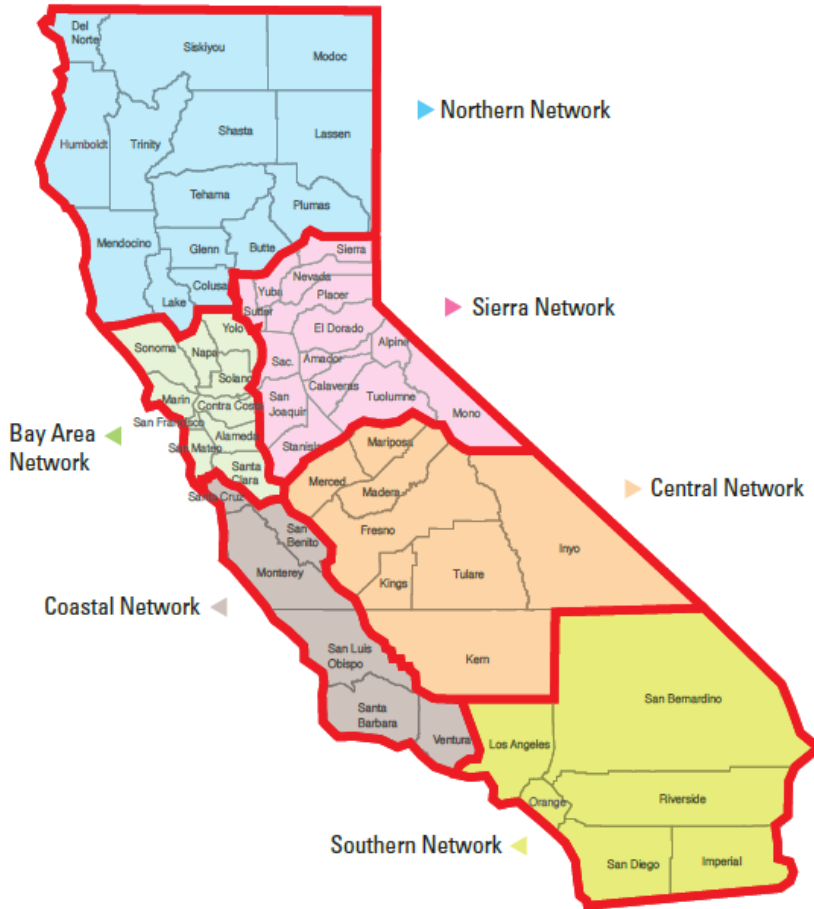 Del
Norte
Siskiyou
Modoc
Northern Network
Humboldt
Trinity
Shasta
Lassen
Tehama
Plumas
Mendocino
Glenn
Butte
Sierra
Colusa
Lake
Yuba
Nevada
Placer
Sutter
Sierra Network
Yolo
El Dorado
Sonoma
Napa
Alpine
Sac.
Amador
Solano
Calaveras
Tuolumne
Marin
Contra Costa
San
Joaquin
Mono
San Francisco
Bay Area
Network
Alameda
Stanislaus
Mariposa
San Mateo
Santa
Clara
Merced
Madera
Central Network
Santa Cruz
Fresno
San
Benito
Inyo
Monterey
Kings
Tulare
Coastal Network
San Luis
Obispo
Kern
San Bernardino
Santa
Barbara
Ventura
Los Angeles
Orange
Riverside
Southern Network
San Diego
Imperial